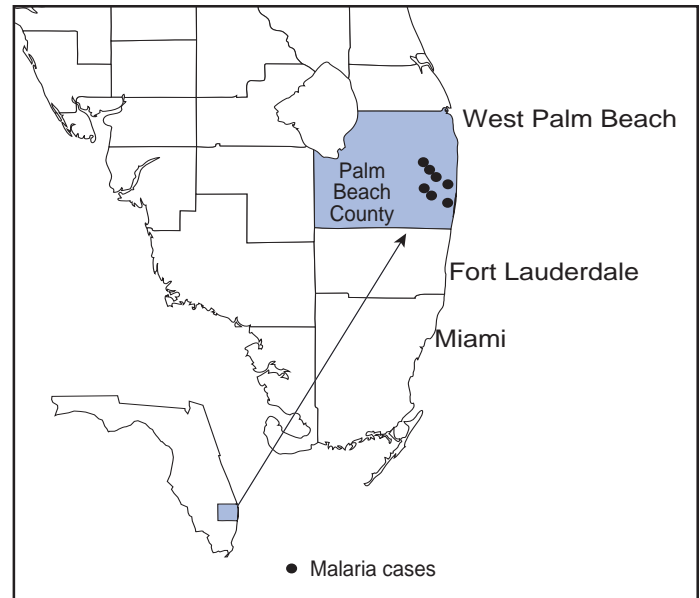 West Palm Beach
Palm
Beach
County
Fort Lauderdale
Miami
Malaria cases